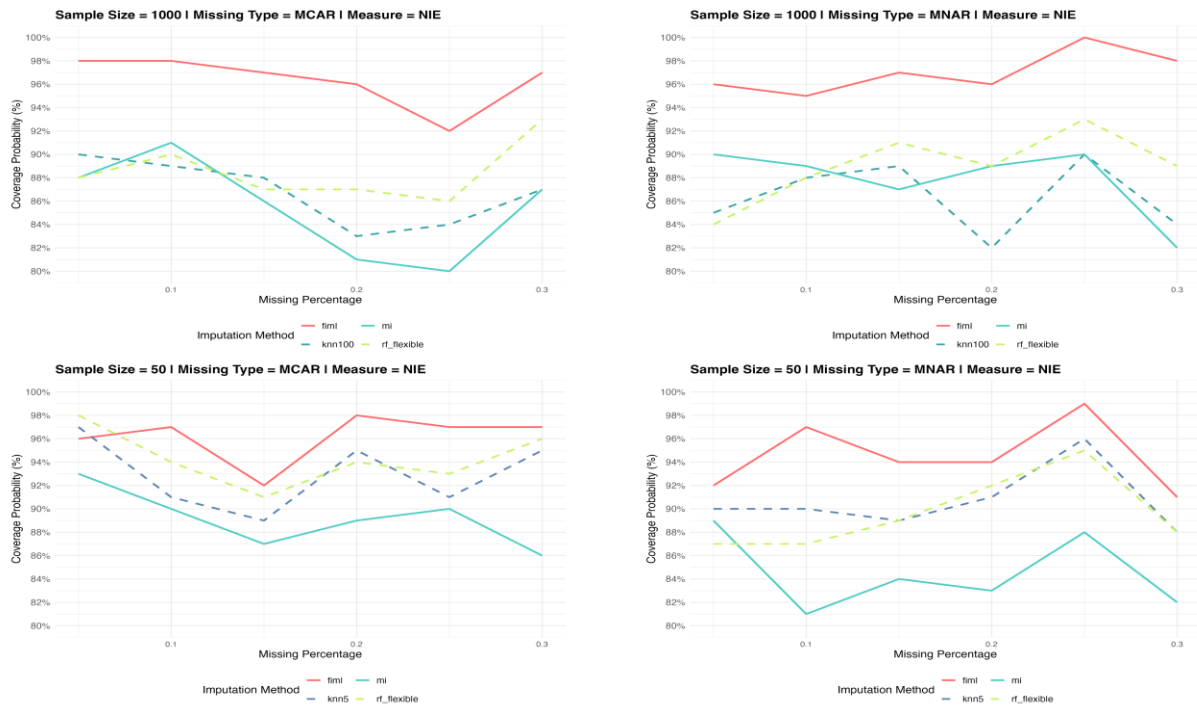 Sample Size = 1000 | Missing Type = MCAR | Measure = NIE
100%
98%
96%
94%
92%
90%
88%
86%
84%
82%
80%
Coverage Probability (%)
0.1
0.2
0.3
Missing Percentage
Imputation Method
fiml
mi
knn100
rf_flexible
Sample Size = 1000 | Missing Type = MNAR | Measure = NIE
100%
98%
96%
94%
92%
90%
88%
86%
84%
82%
80%
Coverage Probability (%)
0.1
0.2
0.3
Missing Percentage
Imputation Method
fiml
mi
knn100
rf_flexible
Sample Size = 50 | Missing Type = MCAR | Measure = NIE
100%
98%
96%
94%
92%
90%
88%
86%
84%
82%
80%
Coverage Probability (%)
0.1
0.2
0.3
Missing Percentage
Imputation Method
fiml
mi
knn5
rf_flexible
Sample Size = 50 | Missing Type = MNAR | Measure = NIE
100%
98%
96%
94%
92%
90%
88%
86%
84%
82%
80%
Coverage Probability (%)
0.1
0.2
0.3
Missing Percentage
Imputation Method
fiml
mi
knn5
rf_flexible